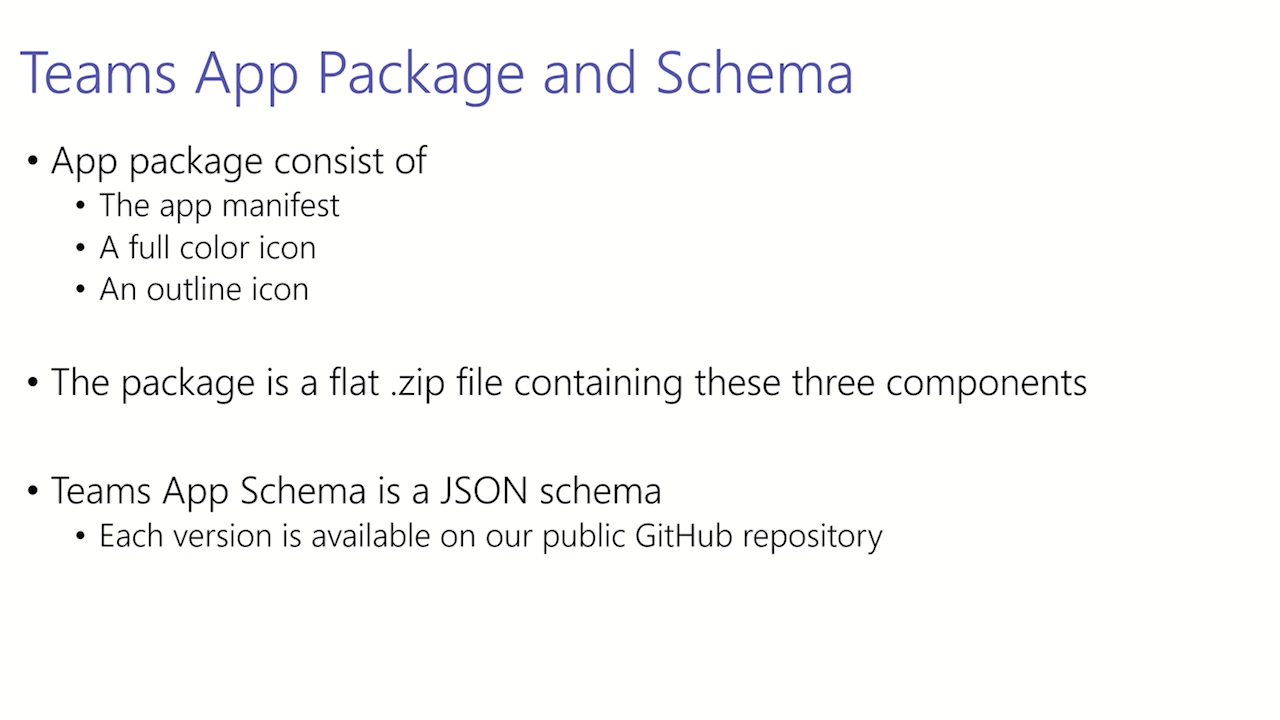 Teams App Package and Schema
• App package consist of
• The app manifest
• A full color icon
• An outline icon
• The package is a flat .zip file containing these three components
• Teams App Schema is a JSON schema
• Each version is available on our public GitHub repository